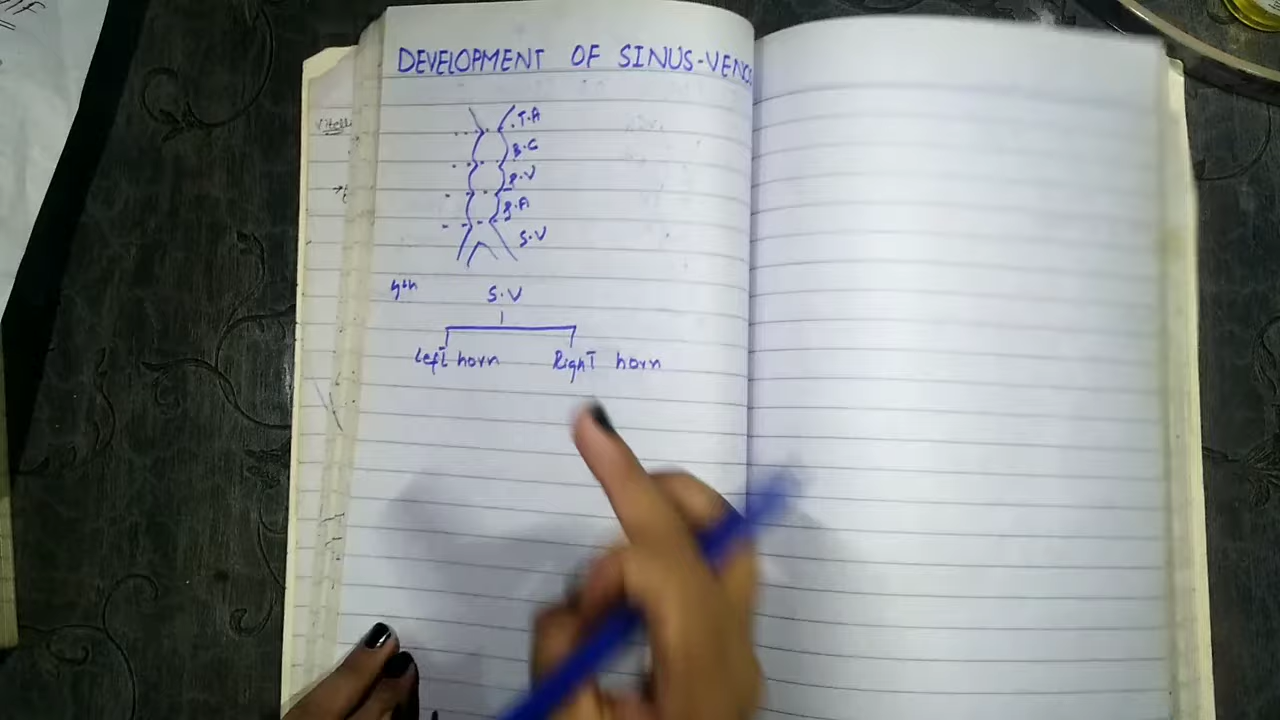 DEVELOPMENT OF SINUS-VENO
T.A
B.C
P.V
P.A
S.V
4th S.V
Left horn Right horn